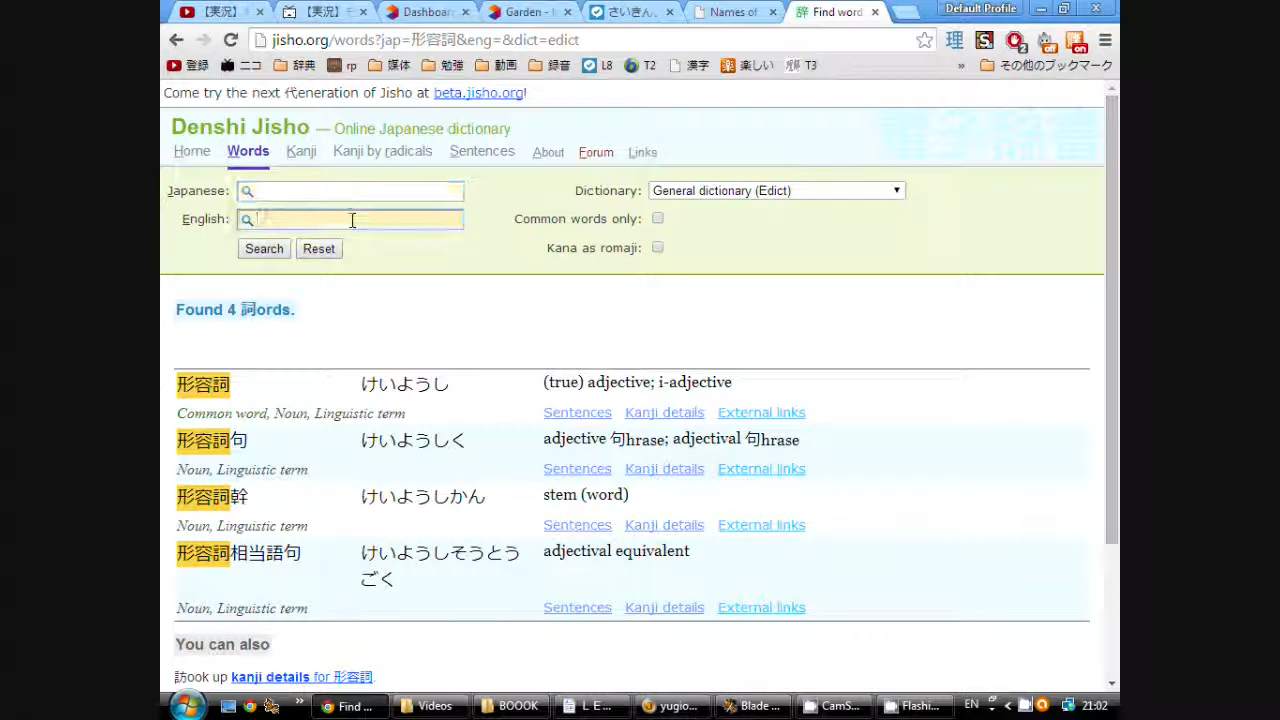 【実況】
【実況】モ
Dashboar
Garden -
さいきん.
Names of
Find word
Default Profile
jisho.org/words?jap=形容詞&eng=&dict=edict
登録 ニコ 辞典 rp 媒体 勉強 動画 録音 L8 T2 漢字 楽しい T3 » その他のブックマーク
Come try the next 代eneration of Jisho at beta.jisho.org!
Denshi Jisho — Online Japanese dictionary
Home Words Kanji Kanji by radicals Sentences About Forum Links
Japanese: Dictionary: General dictionary (Edict)
English: Common words only:
Search Reset Kana as romaji:
Found 4 詞ords.
形容詞 けいようし (true) adjective; i-adjective
Common word, Noun, Linguistic term Sentences Kanji details External links
形容詞句 けいようしく adjective 句hrase; adjectival 句hrase
Noun, Linguistic term Sentences Kanji details External links
形容詞幹 けいようしかん stem (word)
Noun, Linguistic term Sentences Kanji details External links
形容詞相当語句 けいようしそうとう adjectival equivalent
ごく
Noun, Linguistic term Sentences Kanji details External links
You can also
訪ook up kanji details for 形容詞.
Find ... Videos BOOOK L E ... yugio... Blade ... CamS... Flashi... EN 21:02